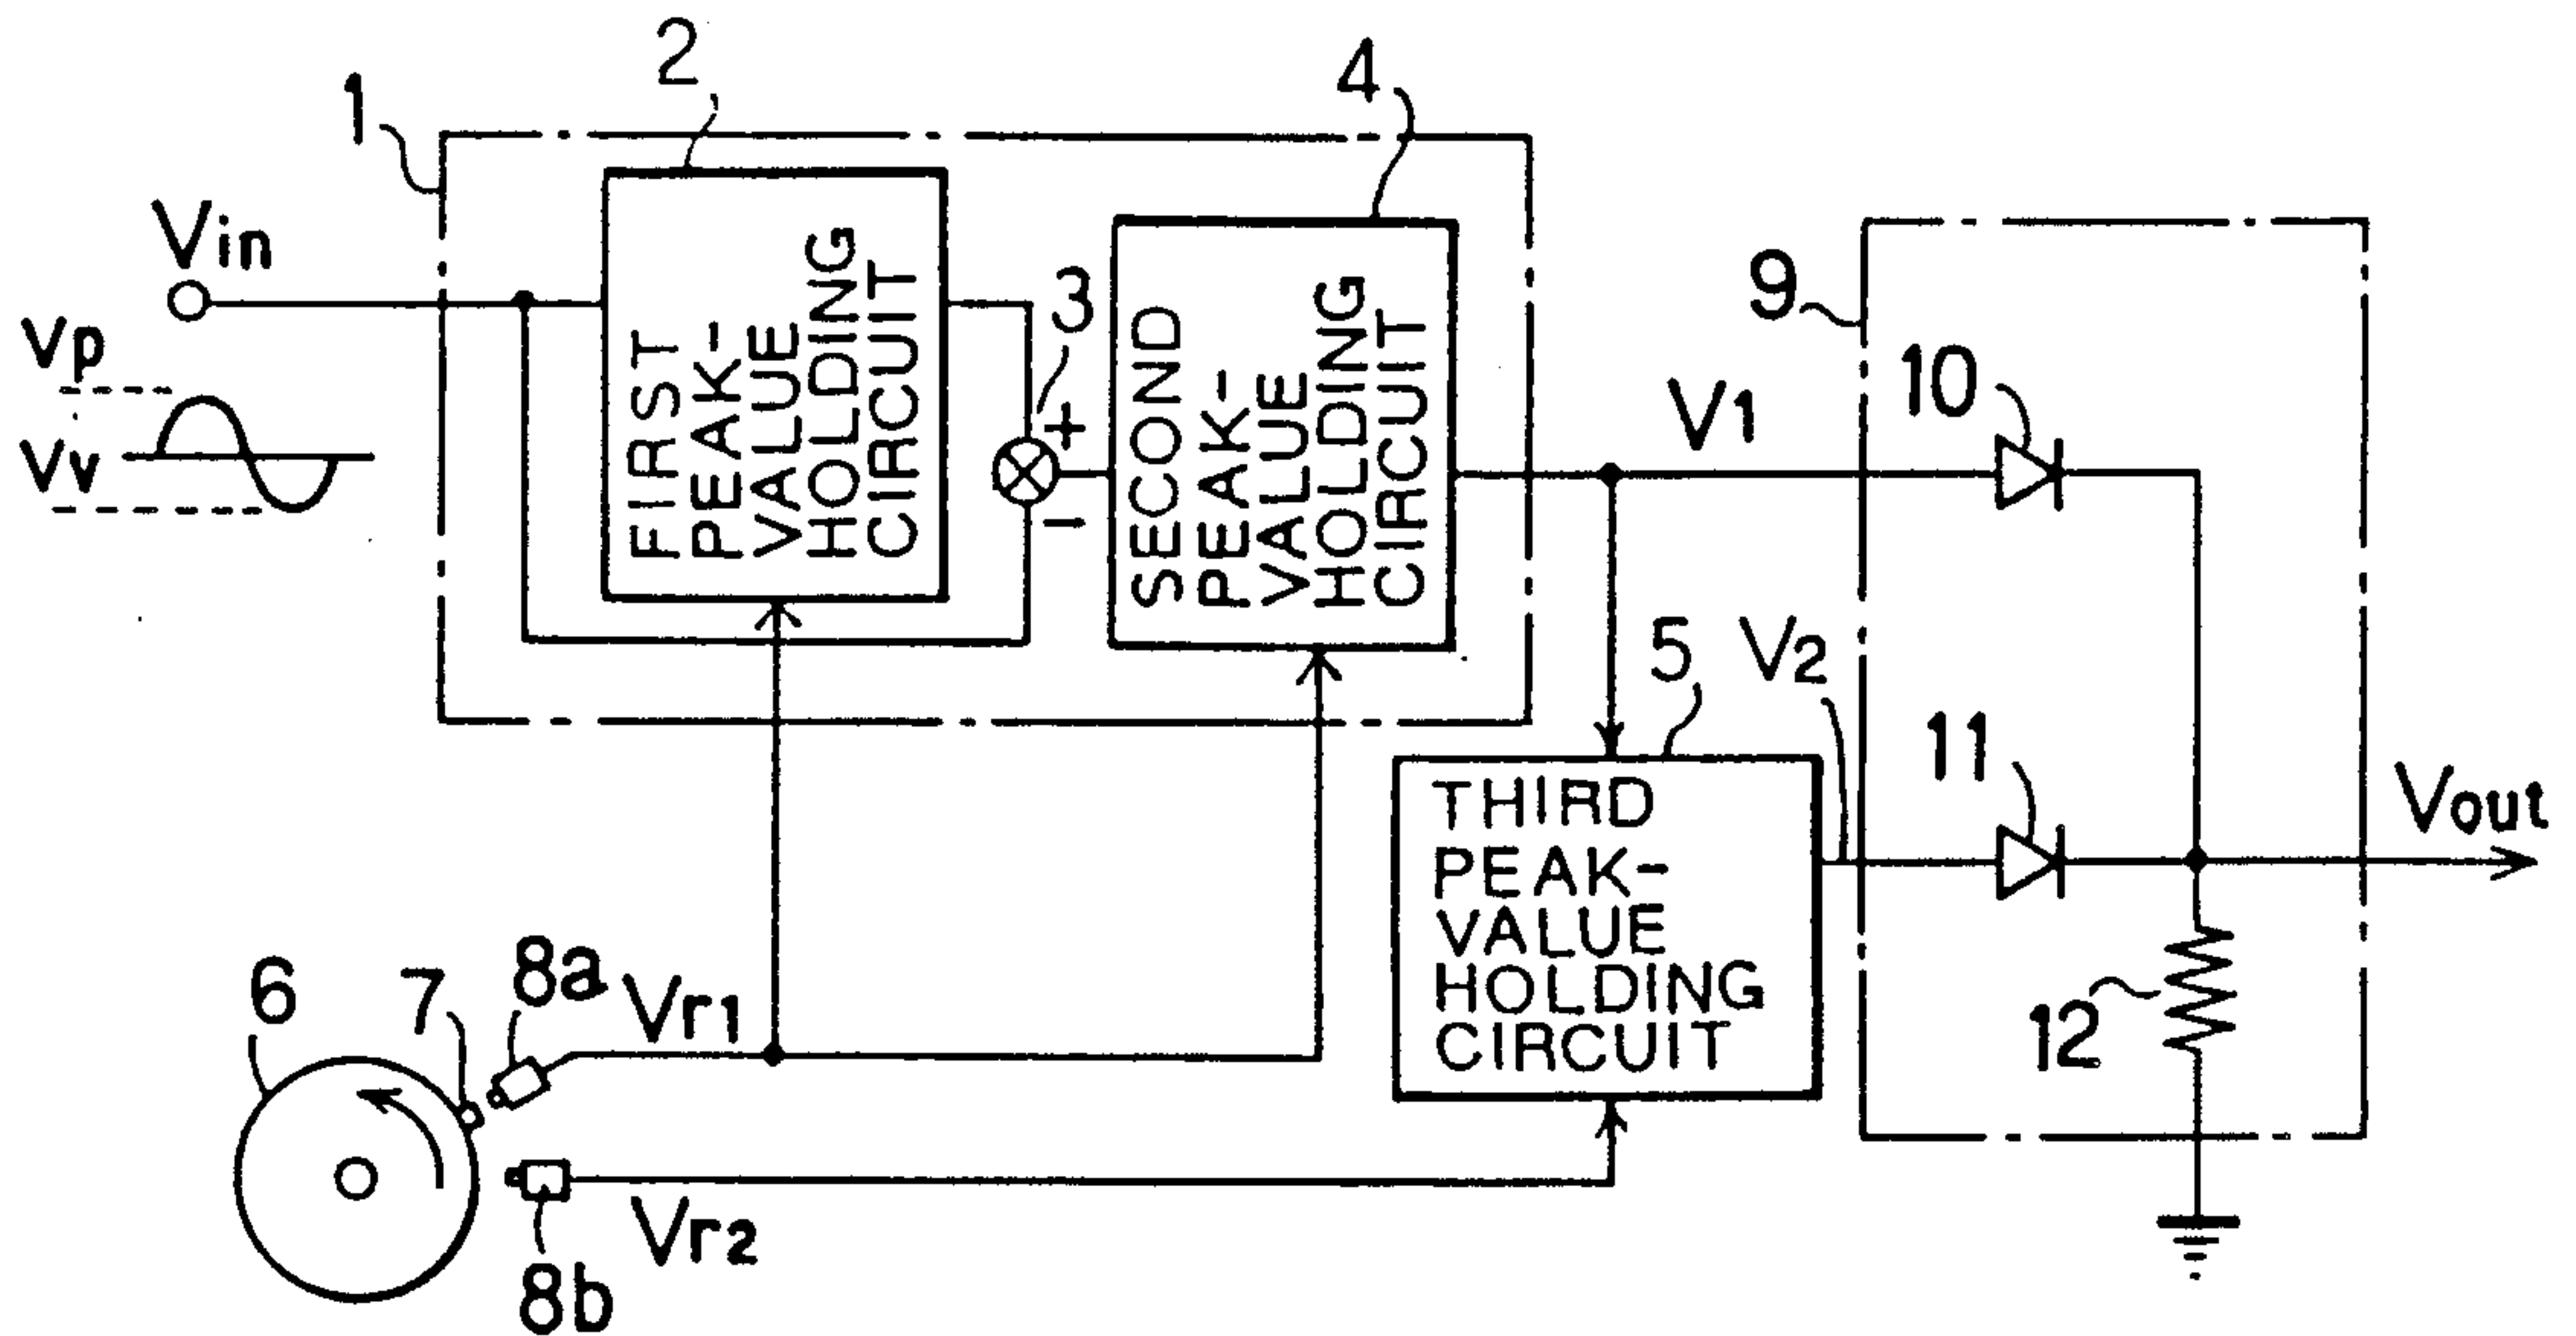 1
2
4
Vin
Vp
Vv
FIRST
PEAK-
VALUE
HOLDING
CIRCUIT
3
+
−
SECOND
PEAK-
VALUE
HOLDING
CIRCUIT
V1
9
10
5
V2
11
THIRD
PEAK-
VALUE
HOLDING
CIRCUIT
Vout
12
6
7
8a
Vr1
8b
Vr2